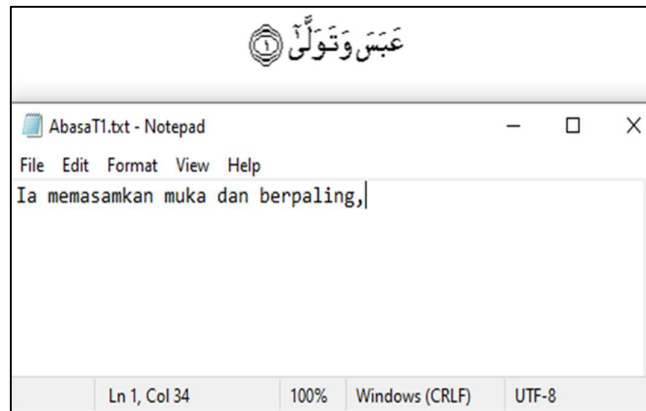 عَبَسَ وَتَوَلَّىٰٓ ۝١
AbasaT1.txt - Notepad
File Edit Format View Help
Ia memasamkan muka dan berpaling,
Ln 1, Col 34 100% Windows (CRLF) UTF-8